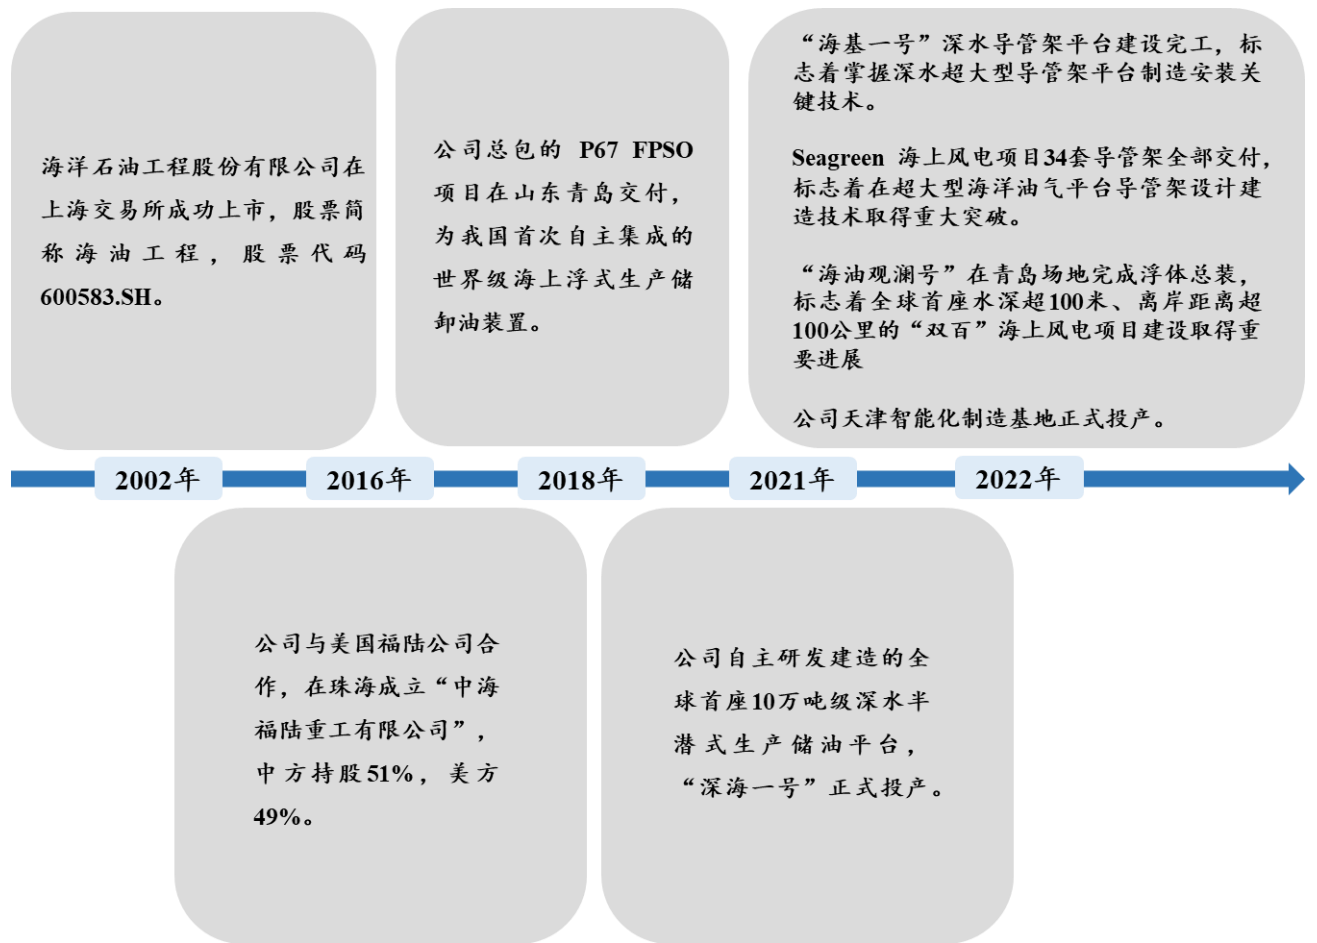 海洋石油工程股份有限公司在
上海交易所成功上市，股票简
称海油工程，股票代码
600583.SH。
公司总包的 P67 FPSO
项目在山东青岛交付，
为我国首次自主集成的
世界级海上浮式生产储
卸油装置。
“海基一号”深水导管架平台建设完工，标
志着掌握深水超大型导管架平台制造安装关
键技术。
Seagreen 海上风电项目34套导管架全部交付，
标志着在超大型海洋油气平台导管架设计建
造技术取得重大突破。
“海油观澜号”在青岛场地完成浮体总装，
标志着全球首座水深超100米、离岸距离超
100公里的“双百”海上风电项目建设取得重
要进展
公司天津智能化制造基地正式投产。
2002年
2016年
2018年
2021年
2022年
公司与美国福陆公司合
作，在珠海成立“中海
福陆重工有限公司”，
中方持股51%，美方
49%。
公司自主研发建造的全
球首座10万吨级深水半
潜式生产储油平台，
“深海一号”正式投产。